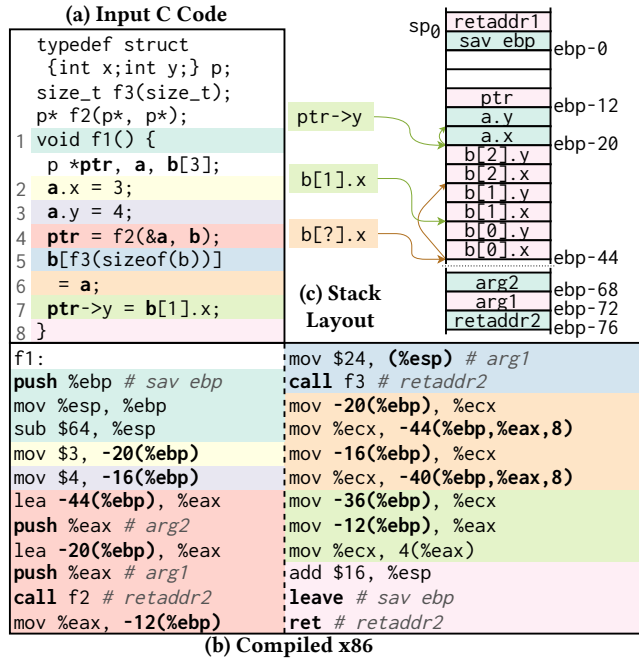 (a) Input C Code
typedef struct
{int x;int y;} p;
size_t f3(size_t);
p* f2(p*, p*);
1 void f1() {
p *ptr, a, b[3];
2 a.x = 3;
3 a.y = 4;
4 ptr = f2(&a, b);
5 b[f3(sizeof(b))]
6 = a;
7 ptr->y = b[1].x;
8 }
sp0
retaddr1
sav ebp
ebp-0
ptr
ebp-12
ptr->y
a.y
a.x
ebp-20
b[2].y
b[2].x
b[1].x
b[1].y
b[1].x
b[?].x
b[0].y
b[0].x
ebp-44
(c) Stack
Layout
arg2
ebp-68
arg1
ebp-72
retaddr2
ebp-76
f1:
push %ebp # sav ebp
mov %esp, %ebp
sub $64, %esp
mov $3, -20(%ebp)
mov $4, -16(%ebp)
lea -44(%ebp), %eax
push %eax # arg2
lea -20(%ebp), %eax
push %eax # arg1
call f2 # retaddr2
mov %eax, -12(%ebp)
mov $24, (%esp) # arg1
call f3 # retaddr2
mov -20(%ebp), %ecx
mov %ecx, -44(%ebp,%eax,8)
mov -16(%ebp), %ecx
mov %ecx, -40(%ebp,%eax,8)
mov -36(%ebp), %ecx
mov -12(%ebp), %eax
mov %ecx, 4(%eax)
add $16, %esp
leave # sav ebp
ret # retaddr2
(b) Compiled x86